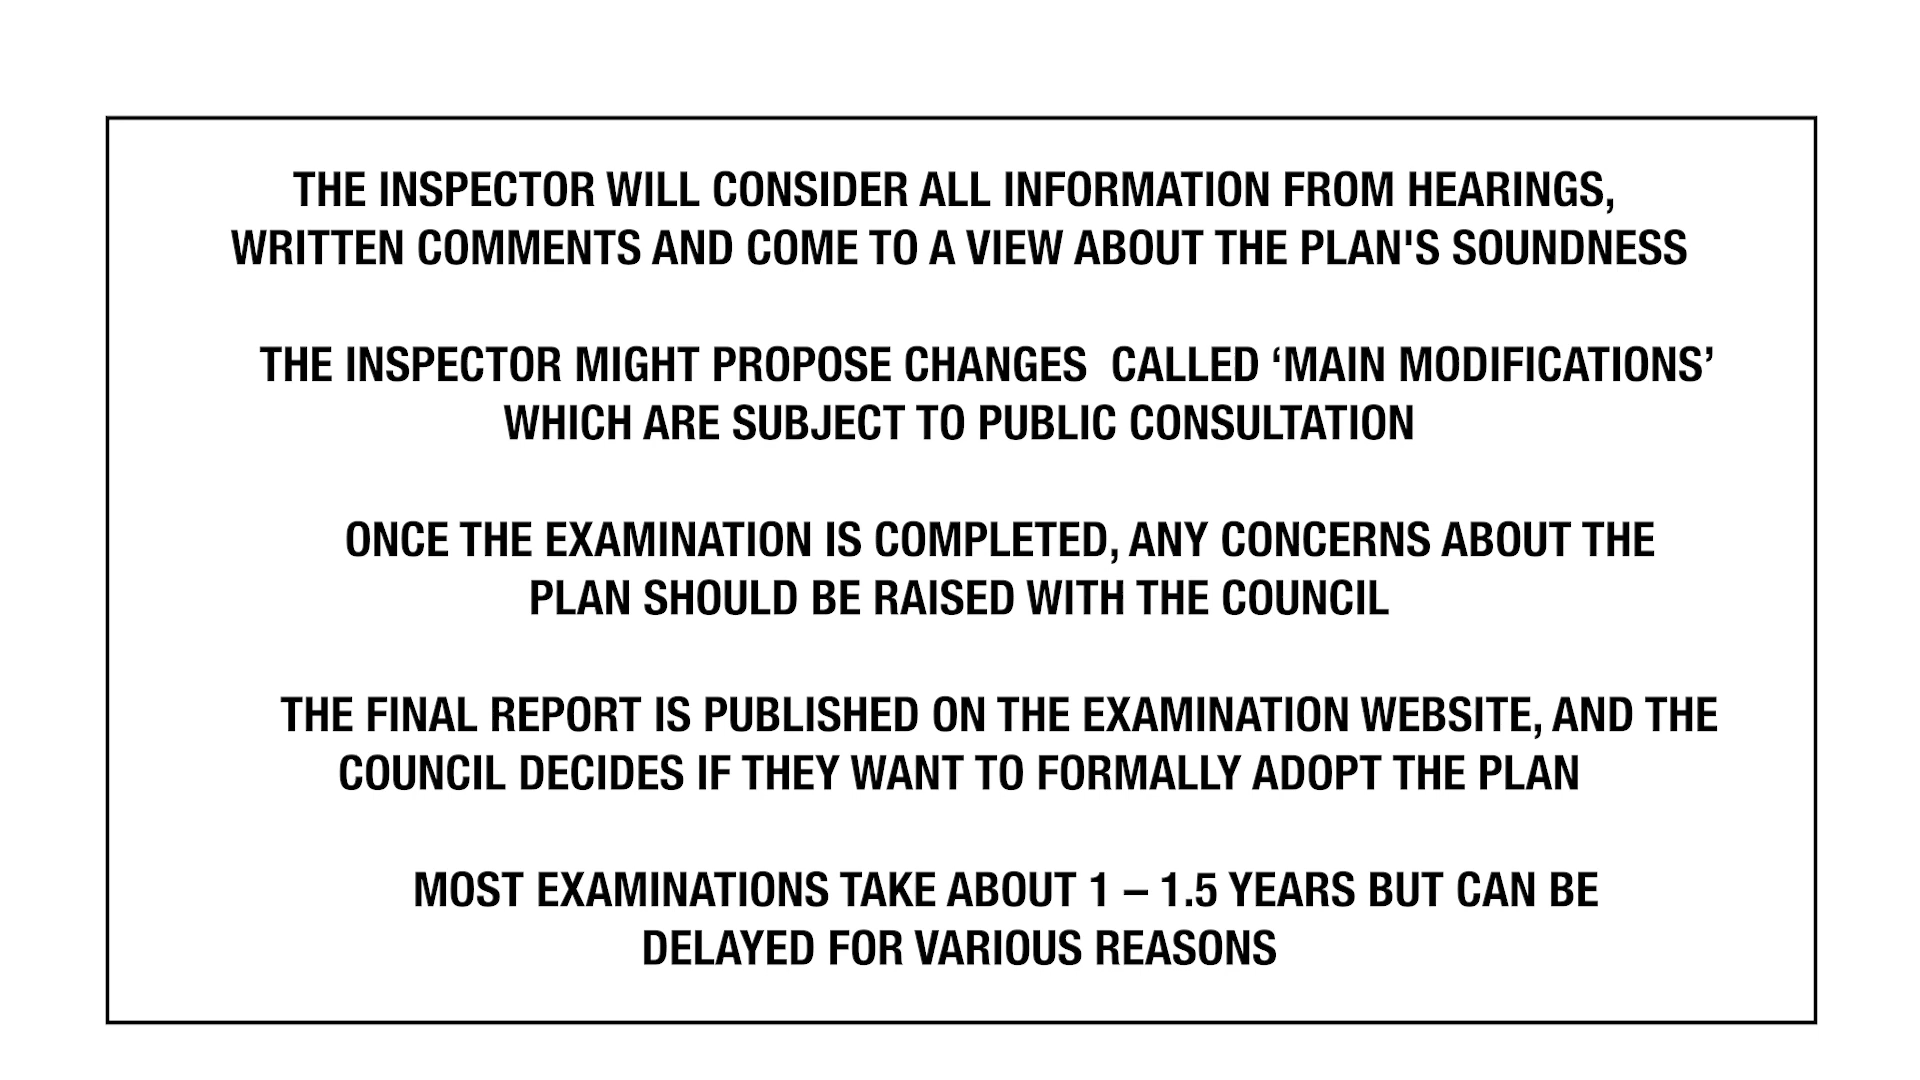 THE INSPECTOR WILL CONSIDER ALL INFORMATION FROM HEARINGS,
WRITTEN COMMENTS AND COME TO A VIEW ABOUT THE PLAN'S SOUNDNESS
THE INSPECTOR MIGHT PROPOSE CHANGES  CALLED ‘MAIN MODIFICATIONS’
WHICH ARE SUBJECT TO PUBLIC CONSULTATION
ONCE THE EXAMINATION IS COMPLETED, ANY CONCERNS ABOUT THE
PLAN SHOULD BE RAISED WITH THE COUNCIL
THE FINAL REPORT IS PUBLISHED ON THE EXAMINATION WEBSITE, AND THE
COUNCIL DECIDES IF THEY WANT TO FORMALLY ADOPT THE PLAN
MOST EXAMINATIONS TAKE ABOUT 1 – 1.5 YEARS BUT CAN BE
DELAYED FOR VARIOUS REASONS